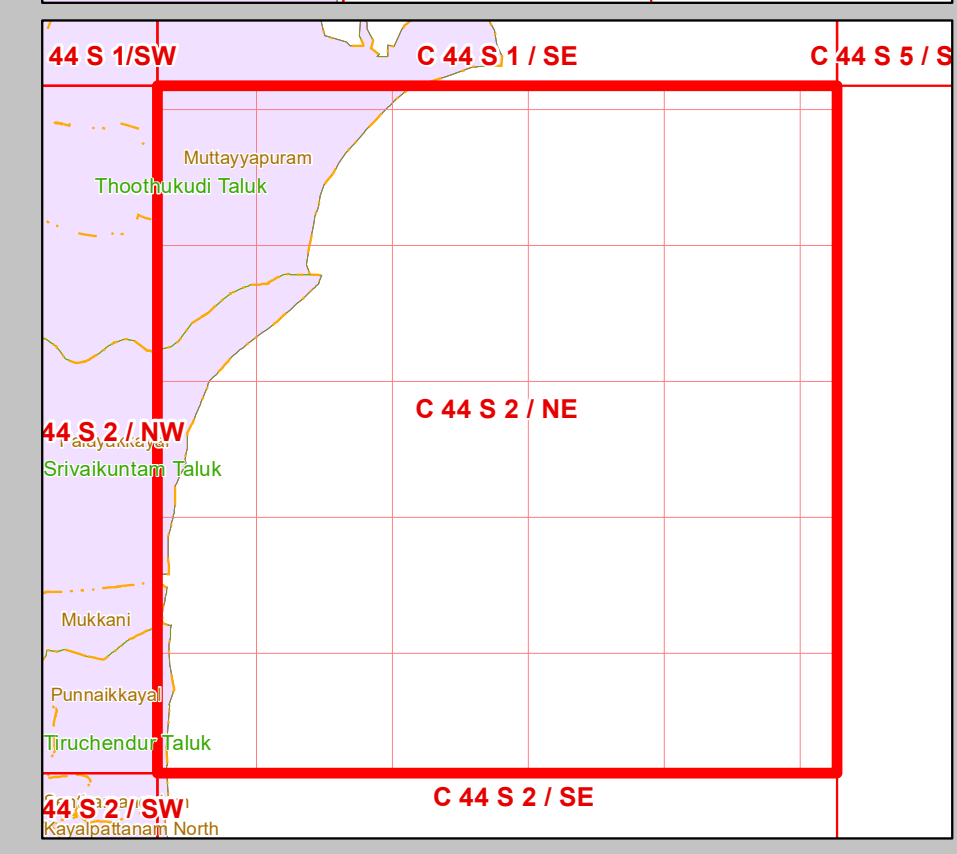 44 S 1/SW
C 44 S 1 / SE
C 44 S 5 / S
Muttayyapuram
Thoothukudi Taluk
C 44 S 2 / NE
44 S 2 / NW
Srivaikuntam Taluk
Mukkani
Punnaikkayal
Tiruchendur Taluk
C 44 S 2 / SE
44 S 2 / SW
Kayalpattanam North